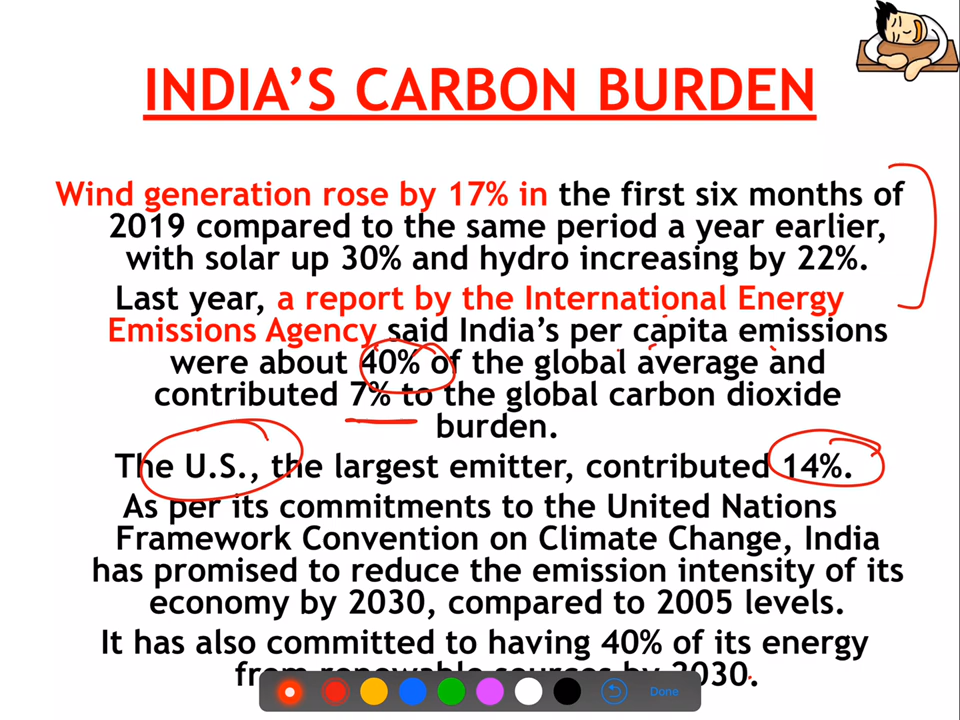 INDIA'S CARBON BURDEN
Wind generation rose by 17% in the first six months of
2019 compared to the same period a year earlier,
with solar up 30% and hydro increasing by 22%.
Last year, a report by the International Energy
Emissions Agency said India's per capita emissions
were about 40% of the global average and
contributed 7% to the global carbon dioxide
burden.
The U.S., the largest emitter, contributed 14%.
As per its commitments to the United Nations
Framework Convention on Climate Change, India
has promised to reduce the emission intensity of its
economy by 2030, compared to 2005 levels.
It has also committed to having 40% of its energy
from renewable sources by 2030.
Done